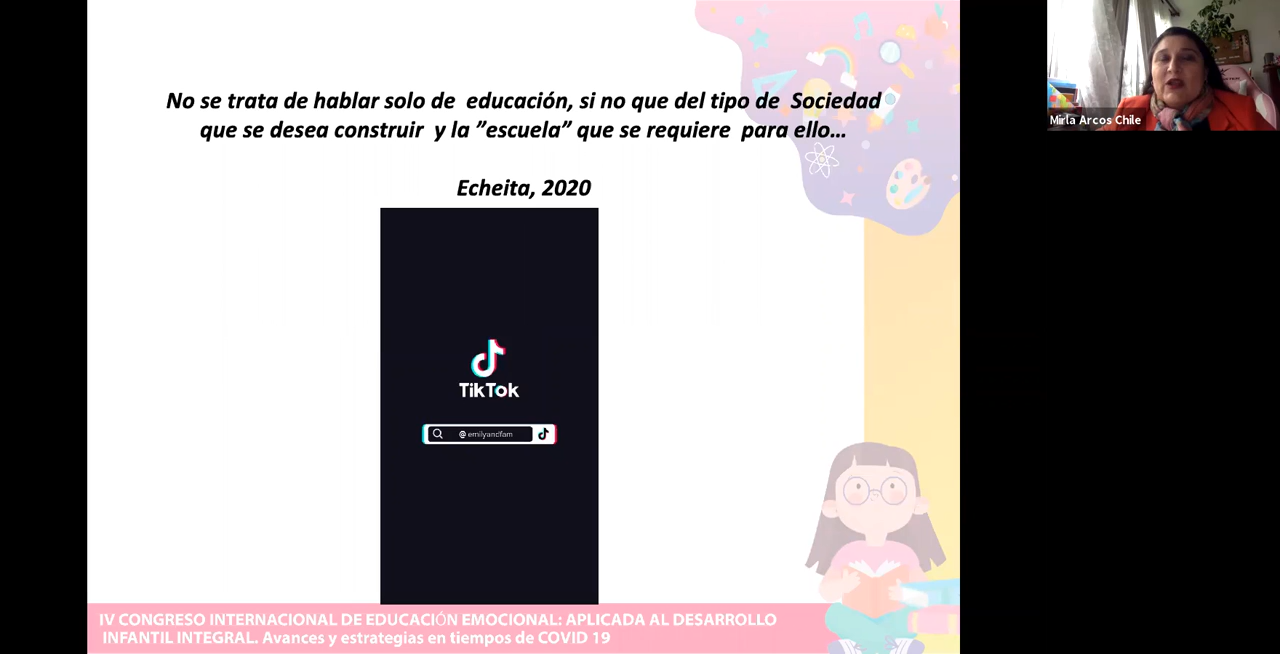 No se trata de hablar solo de educación, si no que del tipo de Sociedad
que se desea construir y la ”escuela” que se requiere para ello...
Echeita, 2020
TikTok
@emilyandfam
IV CONGRESO INTERNACIONAL DE EDUCACIÓN EMOCIONAL: APLICADA AL DESARROLLO
INFANTIL INTEGRAL. Avances y estrategias en tiempos de COVID 19
Mirla Arcos Chile